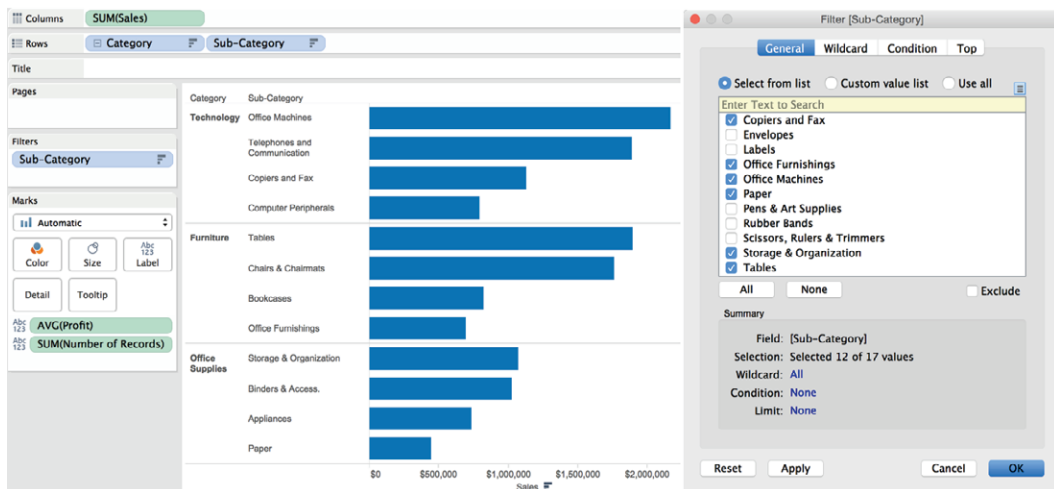 Columns SUM(Sales)
Rows Category Sub-Category
Title
Pages
Filters
Sub-Category
Marks
Automatic
Color Size Abc 123 Label
Detail Tooltip
Abc 123 AVG(Profit)
Abc 123 SUM(Number of Records)
Category Sub-Category
Technology Office Machines
Telephones and
Communication
Copiers and Fax
Computer Peripherals
Furniture Tables
Chairs & Chairmats
Bookcases
Office Furnishings
Office
Supplies
Storage & Organization
Binders & Access.
Appliances
Paper
$0 $500,000 $1,000,000 $1,500,000 $2,000,000
Sales
Filter [Sub-Category]
General Wildcard Condition Top
Select from list Custom value list Use all
Enter Text to Search
Copiers and Fax
Envelopes
Labels
Office Furnishings
Office Machines
Paper
Pens & Art Supplies
Rubber Bands
Scissors, Rulers & Trimmers
Storage & Organization
Tables
All None Exclude
Summary
Field: [Sub-Category]
Selection: Selected 12 of 17 values
Wildcard: All
Condition: None
Limit: None
Reset Apply Cancel OK